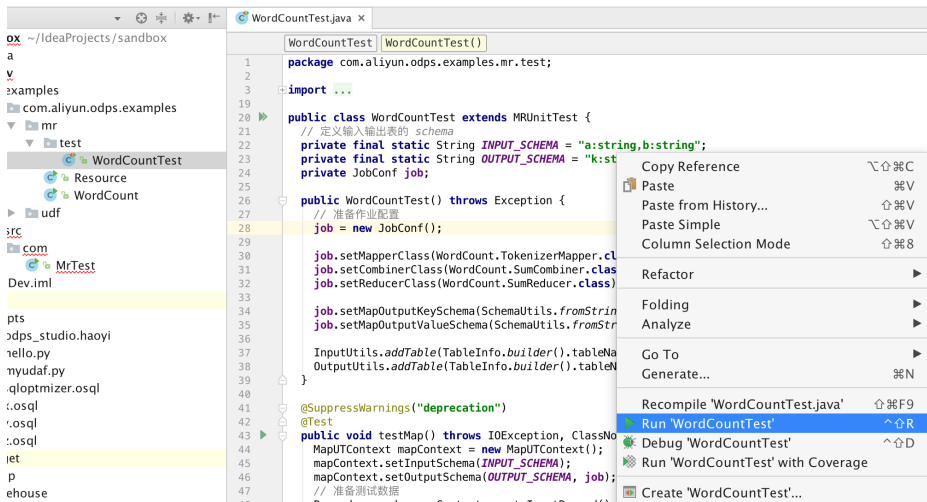 WordCountTest.java ×
ox ~/IdeaProjects/sandbox
a
v
examples
com.aliyun.odps.examples
mr
test
WordCountTest
Resource
WordCount
udf
src
com
MrTest
Dev.iml
pts
odps_studio.haoyi
hello.py
myudaf.py
sqloptmizer.osql
x.osql
y.osql
z.osql
get
p
ehouse
WordCountTest WordCountTest()
1 package com.aliyun.odps.examples.mr.test;
2
3 import ...
19
20 public class WordCountTest extends MRUnitTest {
21 // 定义输入输出表的 schema
22 private final static String INPUT_SCHEMA = "a:string,b:string";
23 private final static String OUTPUT_SCHEMA = "k:st
24 private JobConf job;
25
26 public WordCountTest() throws Exception {
27 // 准备作业配置
28 job = new JobConf();
29
30 job.setMapperClass(WordCount.TokenizerMapper.cl
31 job.setCombinerClass(WordCount.SumCombiner.clas
32 job.setReducerClass(WordCount.SumReducer.class)
33
34 job.setMapOutputKeySchema(SchemaUtils.fromStrin
35 job.setMapOutputValueSchema(SchemaUtils.fromStr
36
37 InputUtils.addTable(TableInfo.builder().tableNa
38 OutputUtils.addTable(TableInfo.builder().tableN
39 }
40
41 @SuppressWarnings("deprecation")
42 @Test
43 public void testMap() throws IOException, ClassNo
44 MapUTContext mapContext = new MapUTContext();
45 mapContext.setInputSchema(INPUT_SCHEMA);
46 mapContext.setOutputSchema(OUTPUT_SCHEMA, job);
47 // 准备测试数据
Copy Reference ⌥⇧⌘C
Paste ⌘V
Paste from History... ⇧⌘V
Paste Simple ⌥⇧⌘V
Column Selection Mode ⇧⌘8
Refactor
Folding
Analyze
Go To
Generate... ⌘N
Recompile 'WordCountTest.java' ⇧⌘F9
Run 'WordCountTest' ^⇧R
Debug 'WordCountTest' ^⇧D
Run 'WordCountTest' with Coverage
Create 'WordCountTest'...